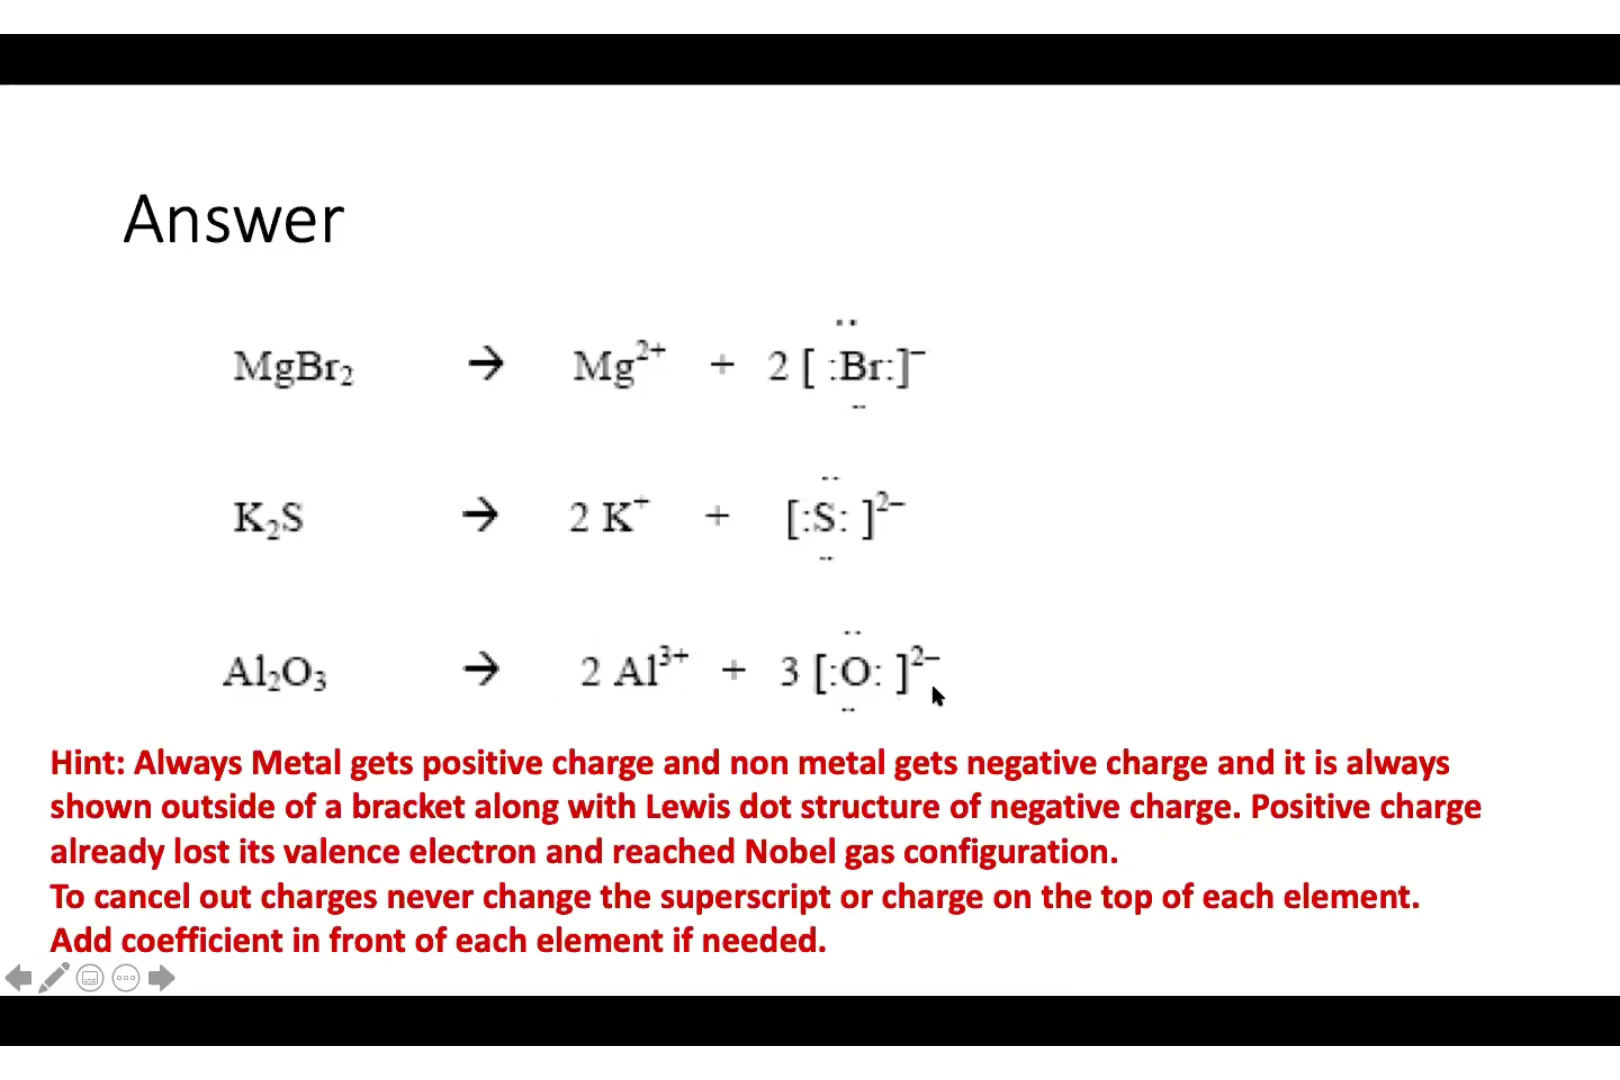 Answer
MgBr₂ → Mg²⁺ + 2 [ :Br:]⁻
K₂S → 2 K⁺ + [:S: ]²⁻
Al₂O₃ → 2 Al³⁺ + 3 [:O: ]²⁻
Hint: Always Metal gets positive charge and non metal gets negative charge and it is always
shown outside of a bracket along with Lewis dot structure of negative charge. Positive charge
already lost its valence electron and reached Nobel gas configuration.
To cancel out charges never change the superscript or charge on the top of each element.
Add coefficient in front of each element if needed.